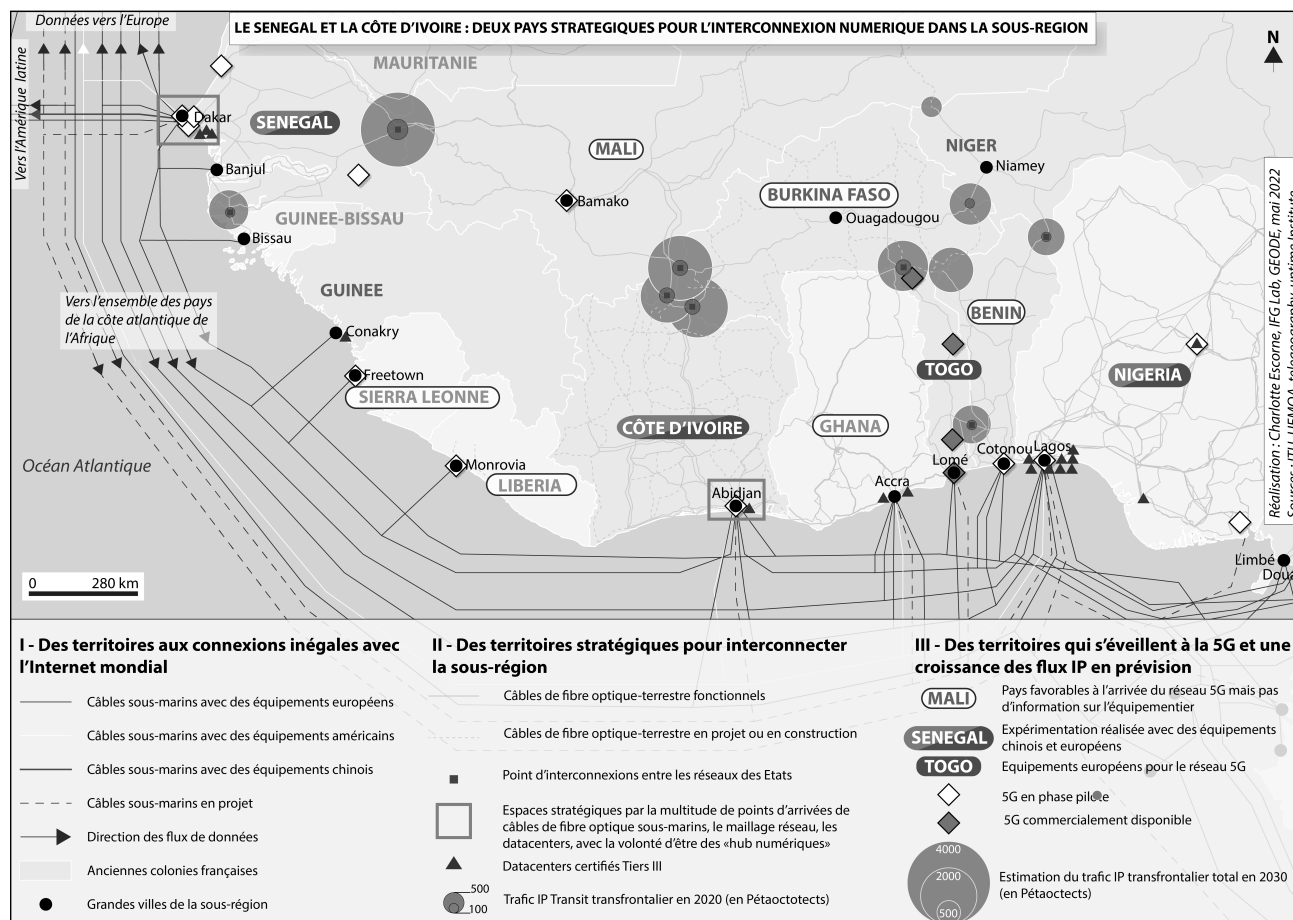 Données vers l'Europe
LE SENEGAL ET LA CÔTE D'IVOIRE : DEUX PAYS STRATEGIQUES POUR L'INTERCONNEXION NUMERIQUE DANS LA SOUS-REGION
N
Vers l'Amérique latine
MAURITANIE
Dakar
SENEGAL
MALI
NIGER
Niamey
Banjul
Bamako
BURKINA FASO
Ouagadougou
GUINEE-BISSAU
Bissau
GUINEE
Vers l'ensemble des pays
de la côte atlantique de
l'Afrique
Conakry
BENIN
Freetown
SIERRA LEONNE
TOGO
NIGERIA
CÔTE D'IVOIRE
GHANA
Océan Atlantique
Monrovia
LIBERIA
Abidjan
Accra
Lomé
Cotonou
Lagos
Limbé
Doua
Réalisation : Charlotte Escorne, IFG Lab, GEODE, mai 2022
Sources : ITU, UEMOA, telegeography, uptime Institute
0 280 km
I - Des territoires aux connexions inégales avec
l'Internet mondial
Câbles sous-marins avec des équipements européens
Câbles sous-marins avec des équipements américains
Câbles sous-marins avec des équipements chinois
Câbles sous-marins en projet
Direction des flux de données
Anciennes colonies françaises
Grandes villes de la sous-région
II - Des territoires stratégiques pour interconnecter
la sous-région
Câbles de fibre optique-terrestre fonctionnels
Câbles de fibre optique-terrestre en projet ou en construction
Point d'interconnexions entre les réseaux des Etats
Espaces stratégiques par la multitude de points d'arrivées de
câbles de fibre optique sous-marins, le maillage réseau, les
datacenters, avec la volonté d'être des «hub numériques»
Datacenters certifiés Tiers III
500
100
Trafic IP Transit transfrontalier en 2020 (en Pétaoctotects)
III - Des territoires qui s'éveillent à la 5G et une
croissance des flux IP en prévision
MALI
Pays favorables à l'arrivée du réseau 5G mais pas
d'information sur l'équipementier
SENEGAL
Expérimentation réalisée avec des équipements
chinois et européens
TOGO
Equipements européens pour le réseau 5G
5G en phase pilote
5G commercialement disponible
4000
2000
500
Estimation du trafic IP transfrontalier total en 2030
(en Pétaoctects)